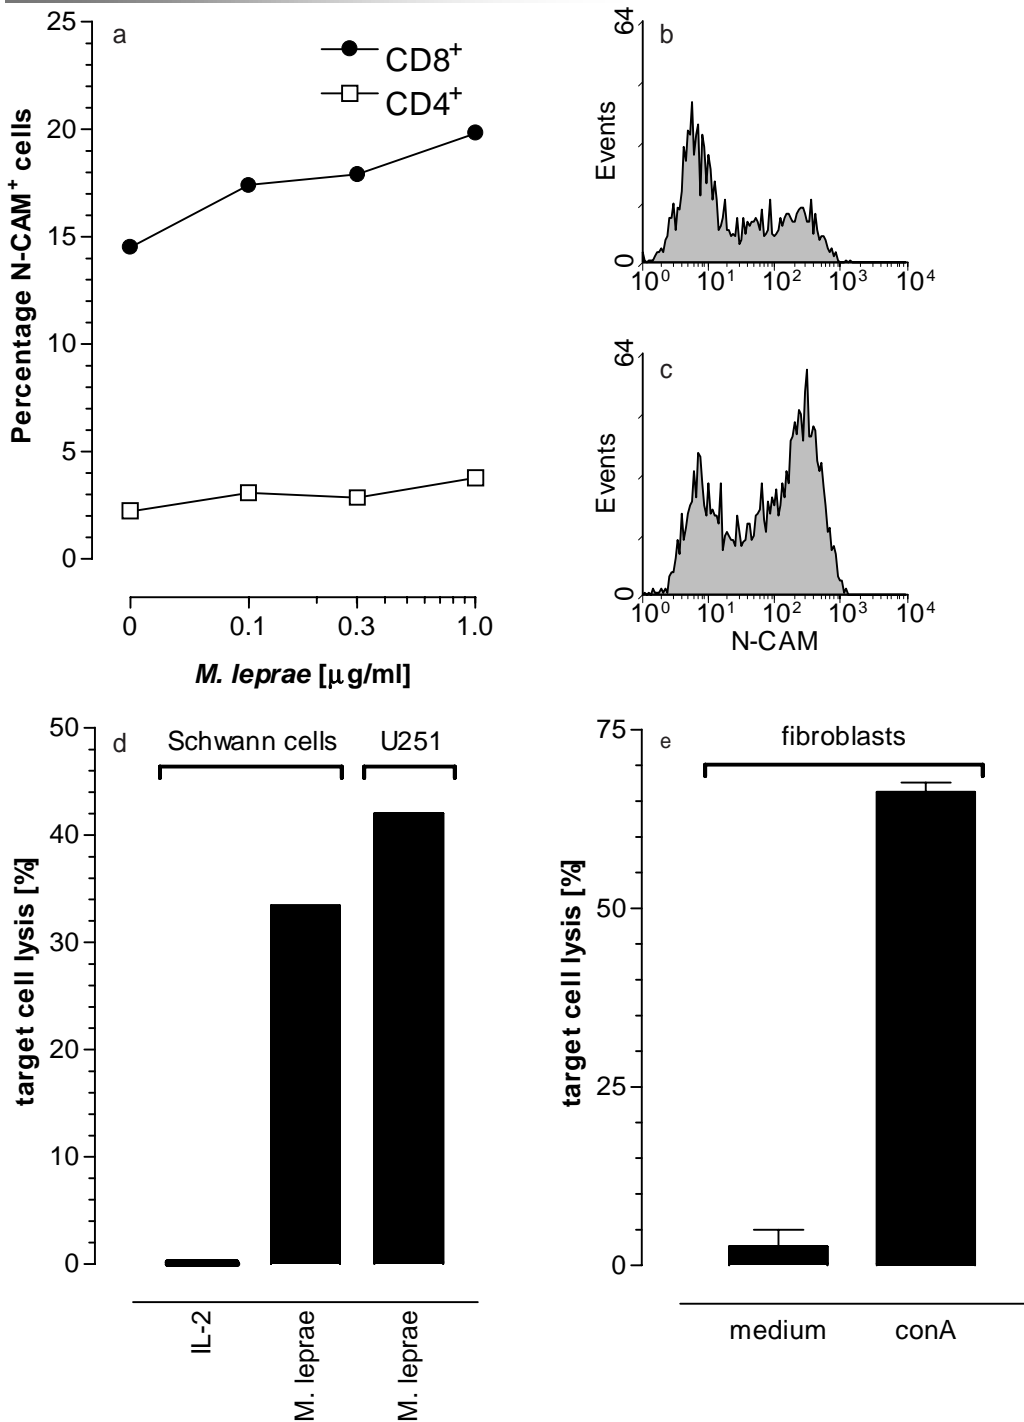 a
CD8+
CD4+
Percentage N-CAM+ cells
25
20
15
10
5
0
0 0.1 0.3 1.0
M. leprae [μg/ml]
b
Events
64
0
10^0 10^1 10^2 10^3 10^4
c
Events
64
0
10^0 10^1 10^2 10^3 10^4
N-CAM
d
Schwann cells U251
target cell lysis [%]
50
40
30
20
10
0
IL-2
M. leprae
M. leprae
e
fibroblasts
target cell lysis [%]
75
50
25
0
medium conA